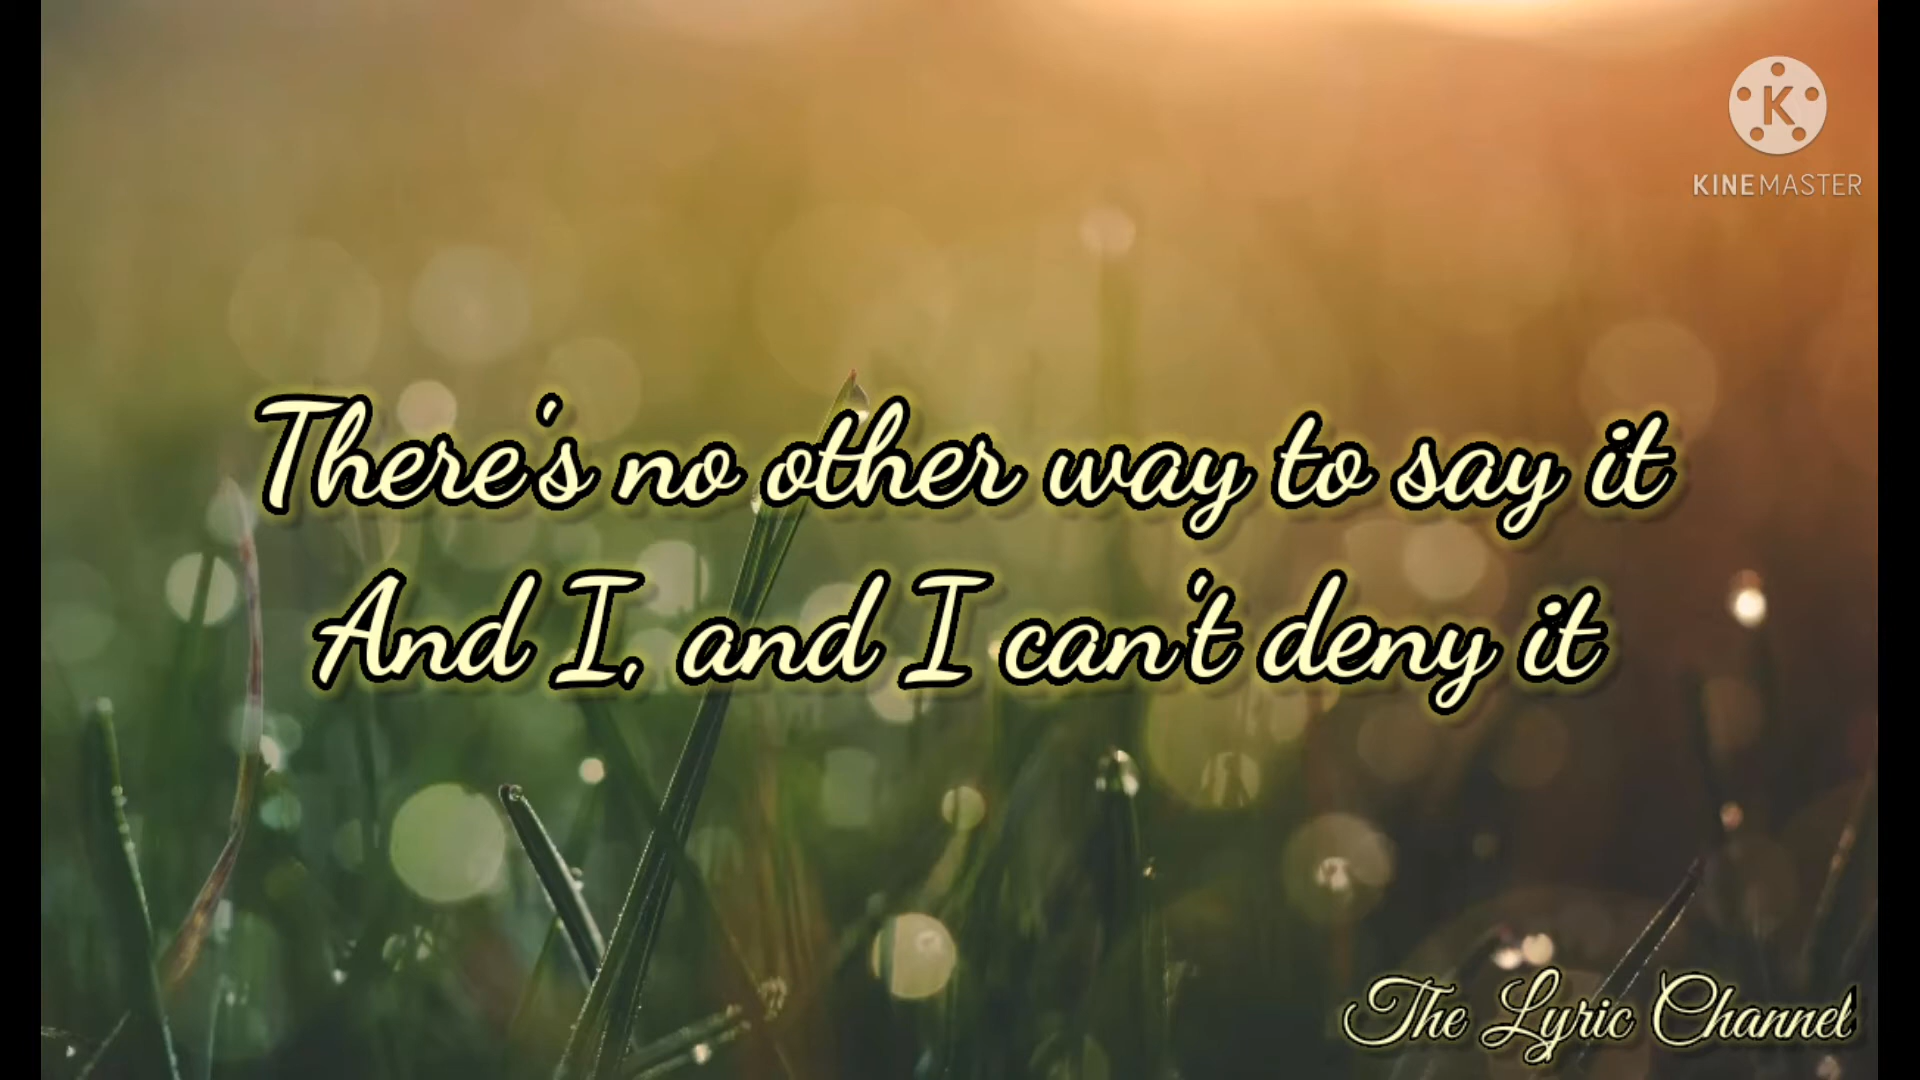 K
KINEMASTER
There's no other way to say it
And I, and I can't deny it
The Lyric Channel